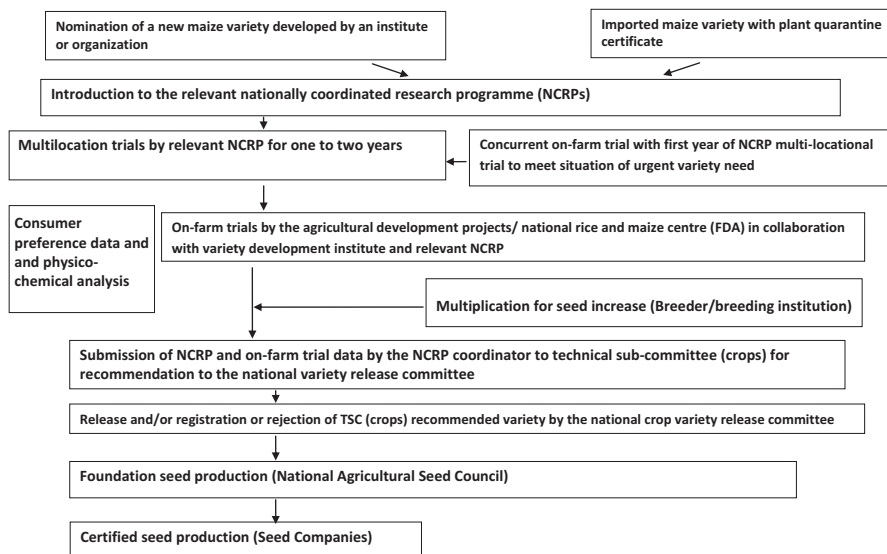 Nomination of a new maize variety developed by an institute
or organization
Imported maize variety with plant quarantine
certificate
Introduction to the relevant nationally coordinated research programme (NCRPs)
Multilocation trials by relevant NCRP for one to two years
Concurrent on-farm trial with first year of NCRP multi-locational
trial to meet situation of urgent variety need
Consumer
preference data and
and physico-
chemical analysis
On-farm trials by the agricultural development projects/ national rice and maize centre (FDA) in collaboration
with variety development institute and relevant NCRP
Multiplication for seed increase (Breeder/breeding institution)
Submission of NCRP and on-farm trial data by the NCRP coordinator to technical sub-committee (crops) for
recommendation to the national variety release committee
Release and/or registration or rejection of TSC (crops) recommended variety by the national crop variety release committee
Foundation seed production (National Agricultural Seed Council)
Certified seed production (Seed Companies)